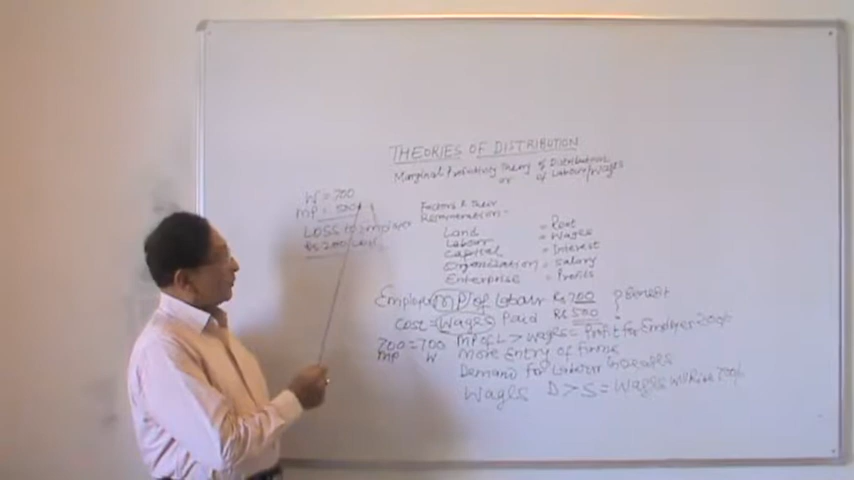 THEORIES OF DISTRIBUTION
Marginal Productivity Theory of Distribution
or of Labour/Wages
W = 700
MP = 500
LOSS to employer
Rs 200
Factors & their
Remuneration -
Land = Rent
Labour = Wages
Capital = Interest
Organisation = Salary
Enterprise = Profits
Employer MP of Labour Rs 700 Benefit
Cost = Wages Paid Rs 500
700 = 700 MP of L > Wages = Profit for Employer
MP W More Entry of Firms
Demand for Labour increases
Wages D > S = Wages will Rise